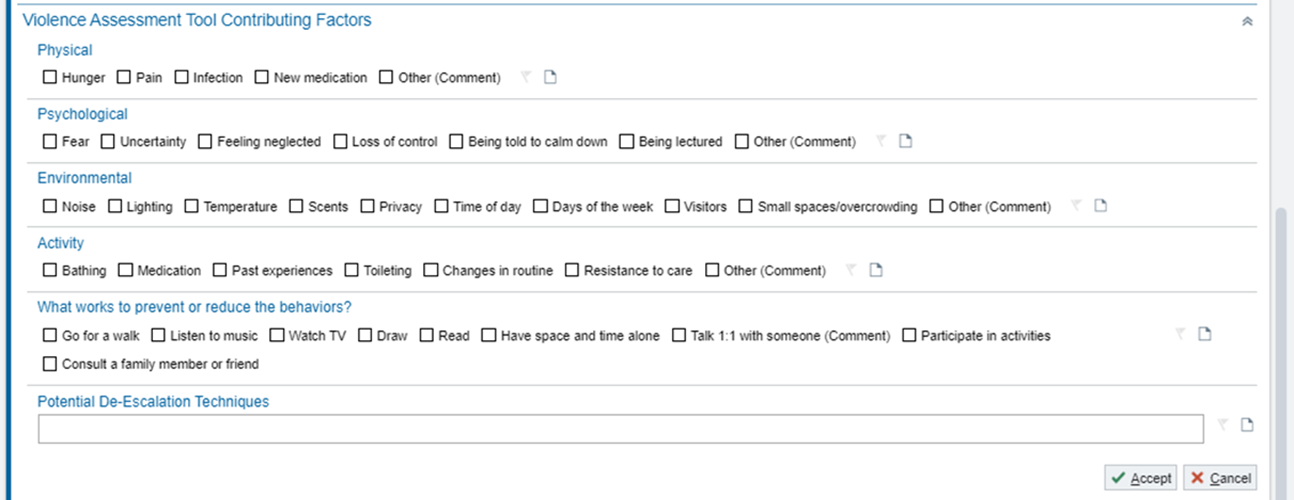 Violence Assessment Tool Contributing Factors
Physical
Hunger Pain Infection New medication Other (Comment)
Psychological
Fear Uncertainty Feeling neglected Loss of control Being told to calm down Being lectured Other (Comment)
Environmental
Noise Lighting Temperature Scents Privacy Time of day Days of the week Visitors Small spaces/overcrowding Other (Comment)
Activity
Bathing Medication Past experiences Toileting Changes in routine Resistance to care Other (Comment)
What works to prevent or reduce the behaviors?
Go for a walk Listen to music Watch TV Draw Read Have space and time alone Talk 1:1 with someone (Comment) Participate in activities
Consult a family member or friend
Potential De-Escalation Techniques
Accept Cancel